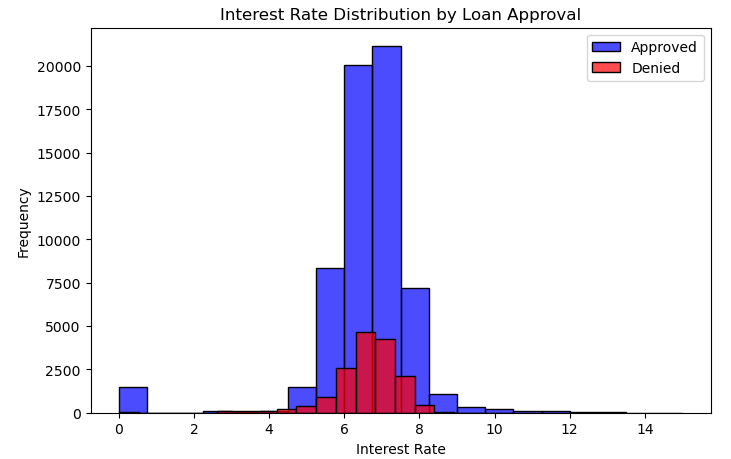 Interest Rate Distribution by Loan Approval
Approved
Denied
Frequency
20000
17500
15000
12500
10000
7500
5000
2500
0
0 2 4 6 8 10 12 14
Interest Rate